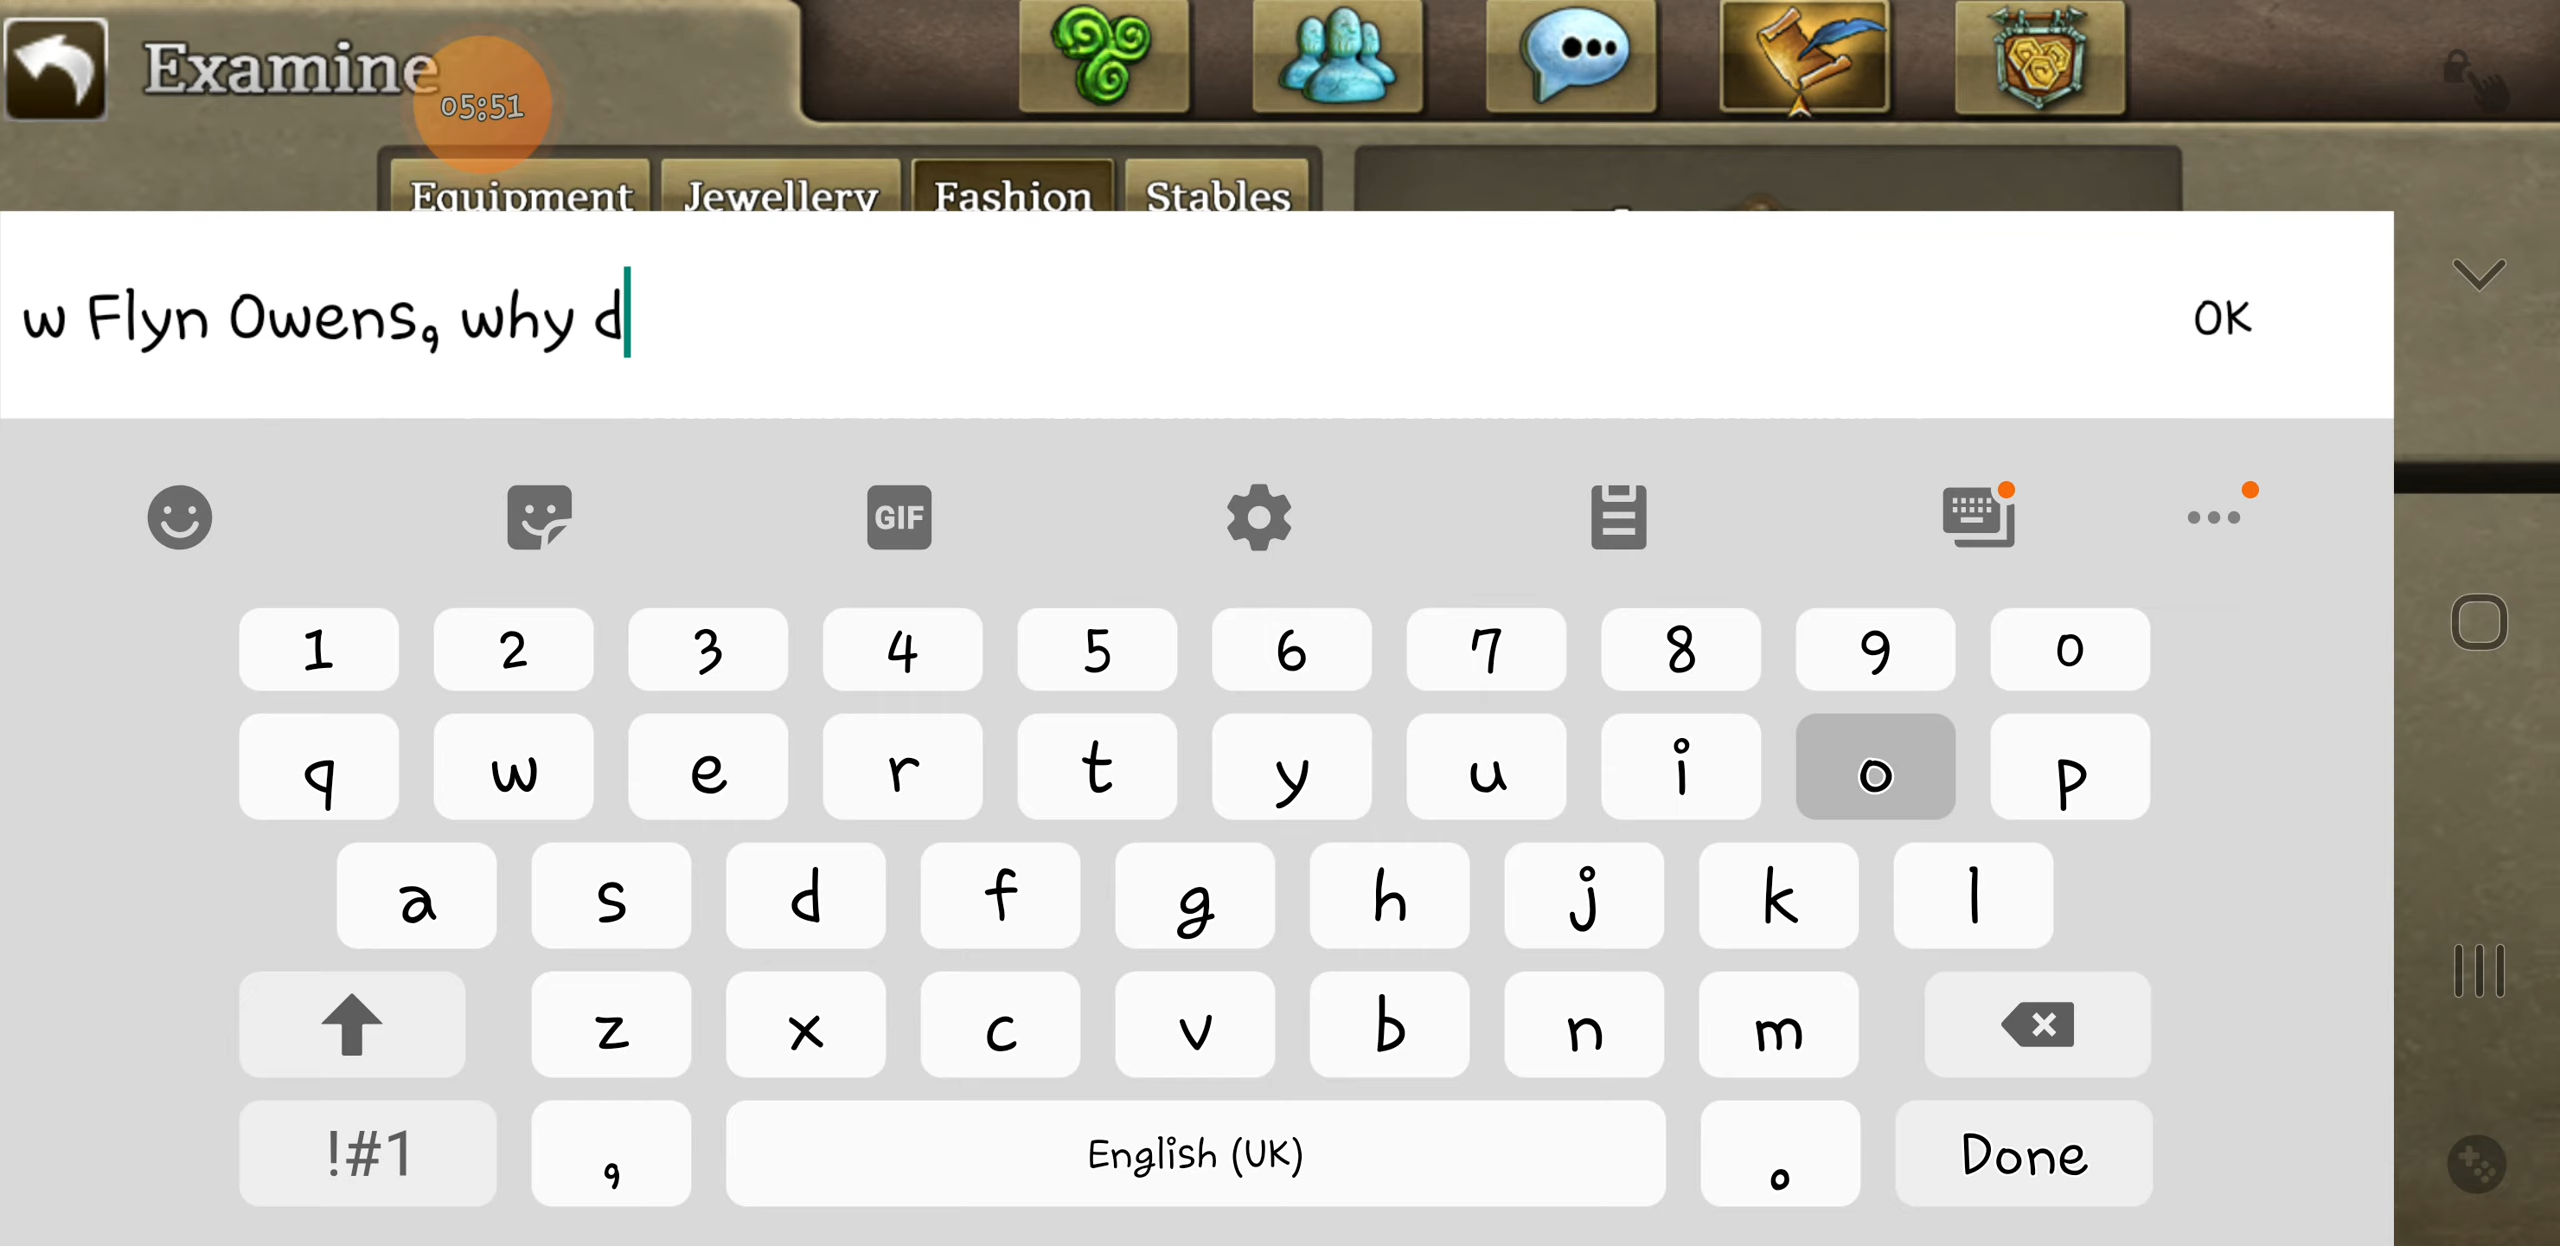 Examine
05:51
Equipment Jewellery Fashion Stables
w Flyn Owens, why d
OK
GIF
1 2 3 4 5 6 7 8 9 0
q w e r t y u i o p
a s d f g h j k l
z x c v b n m
!#1 , English (UK) . Done